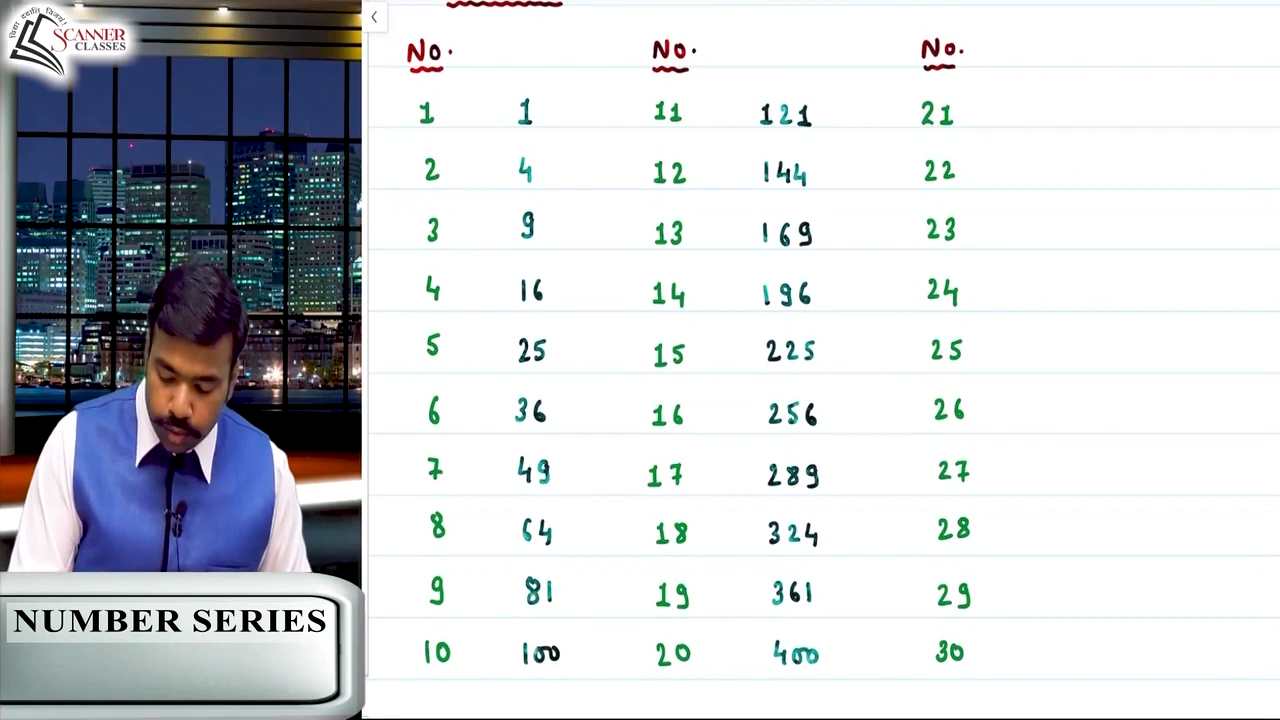 विद्या ददाति विनयं।
SCANNER
CLASSES
No. No. No.
1 1 11 121 21
2 4 12 144 22
3 9 13 169 23
4 16 14 196 24
5 25 15 225 25
6 36 16 256 26
7 49 17 289 27
8 64 18 324 28
9 81 19 361 29
10 100 20 400 30
NUMBER SERIES